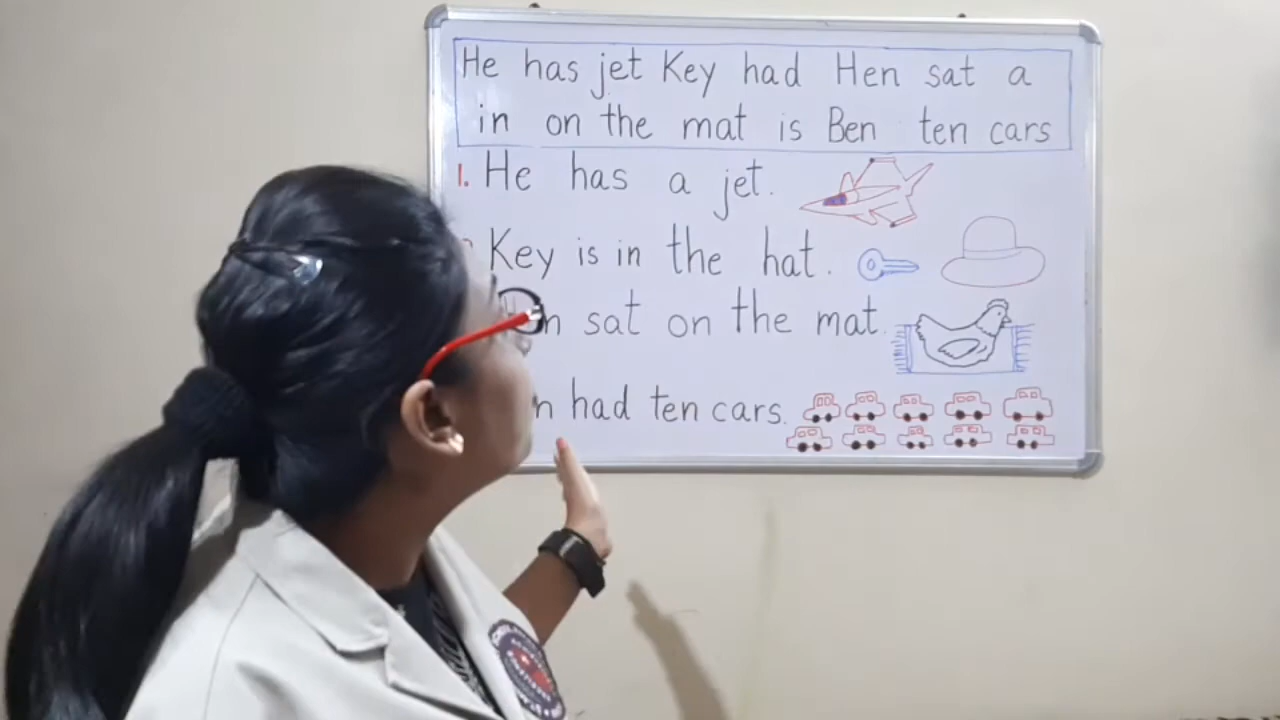 He has jet Key had Hen sat a
in on the mat is Ben ten cars
1. He has a jet.
Key is in the hat.
sat on the mat.
had ten cars.